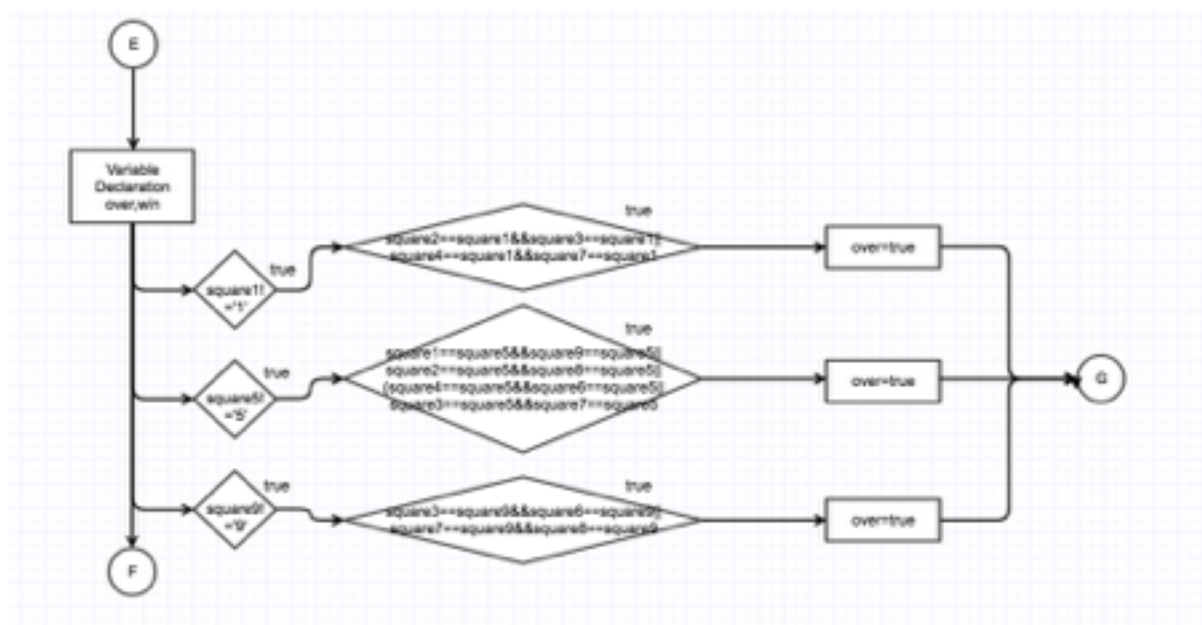 E
Variable
Declaration
over,win
true
square1!
='1'
true
square2==square1&&square3==square1||
square4==square1&&square7==square1
over=true
true
square5!
='5'
true
square1==square5&&square9==square5||
square2==square5&&square8==square5||
(square4==square5&&square6==square5||
square3==square5&&square7==square5
over=true
G
true
square9!
='9'
true
square3==square9&&square6==square9||
square7==square9&&square8==square9
over=true
F